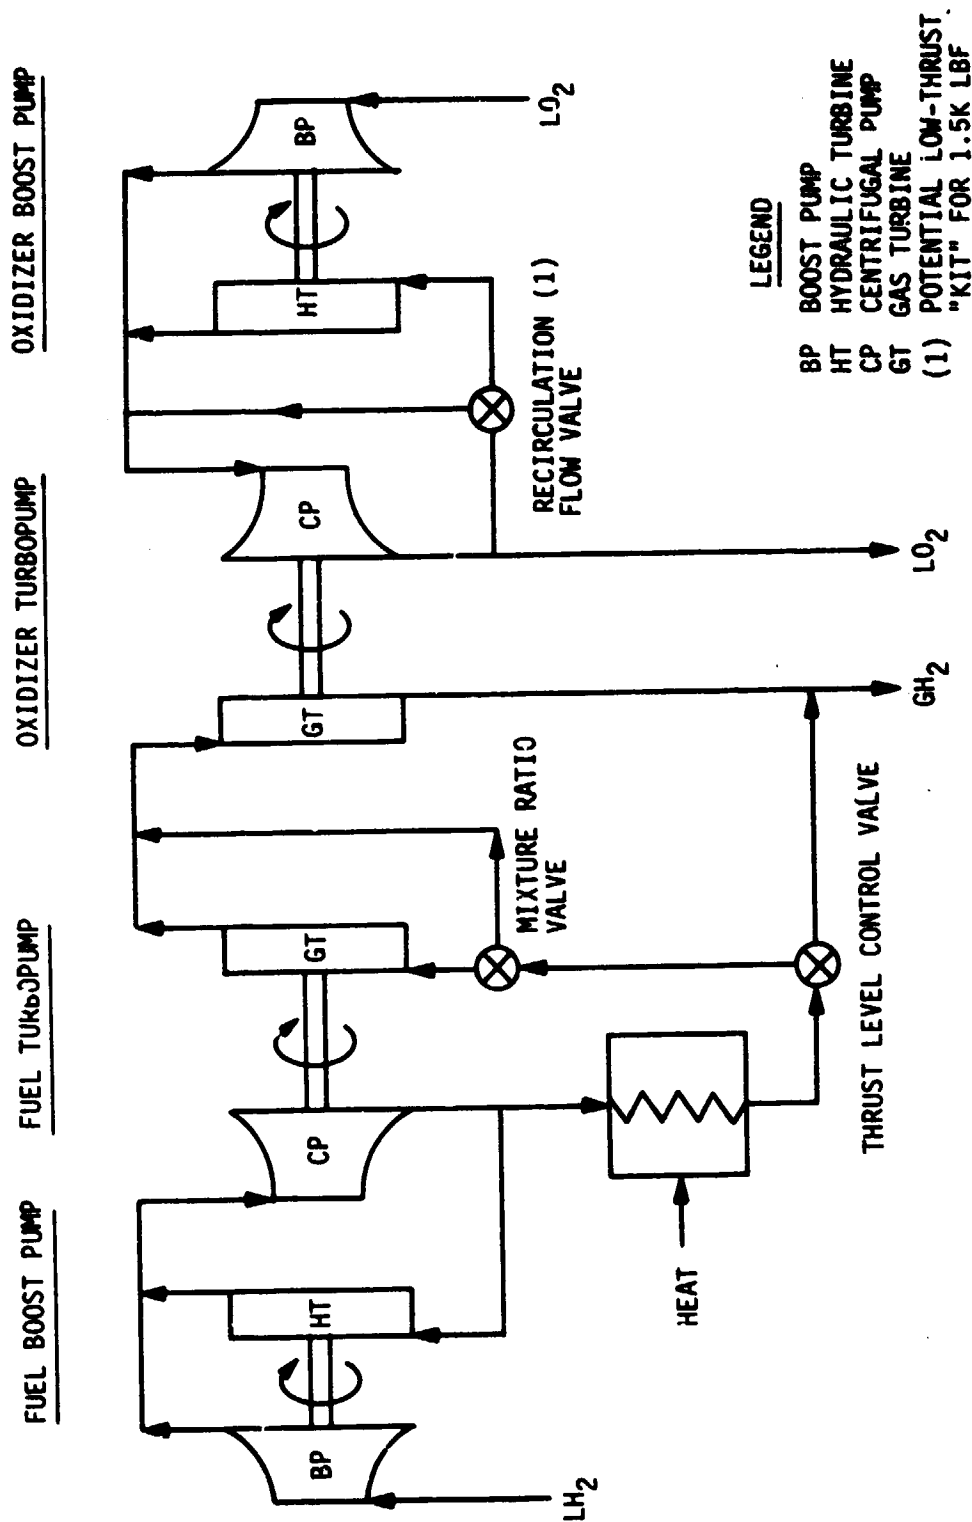 FUEL BOOST PUMP
FUEL TURBOPUMP
OXIDIZER TURBOPUMP
OXIDIZER BOOST PUMP
BP
HT
CP
GT
GT
CP
HT
BP
LH2
HEAT
MIXTURE RATIO
VALVE
THRUST LEVEL CONTROL VALVE
GH2
LO2
RECIRCULATION (1)
FLOW VALVE
LO2
LEGEND
BP BOOST PUMP
HT HYDRAULIC TURBINE
CP CENTRIFUGAL PUMP
GT GAS TURBINE
(1) POTENTIAL LOW-THRUST
"KIT" FOR 1.5K LBF